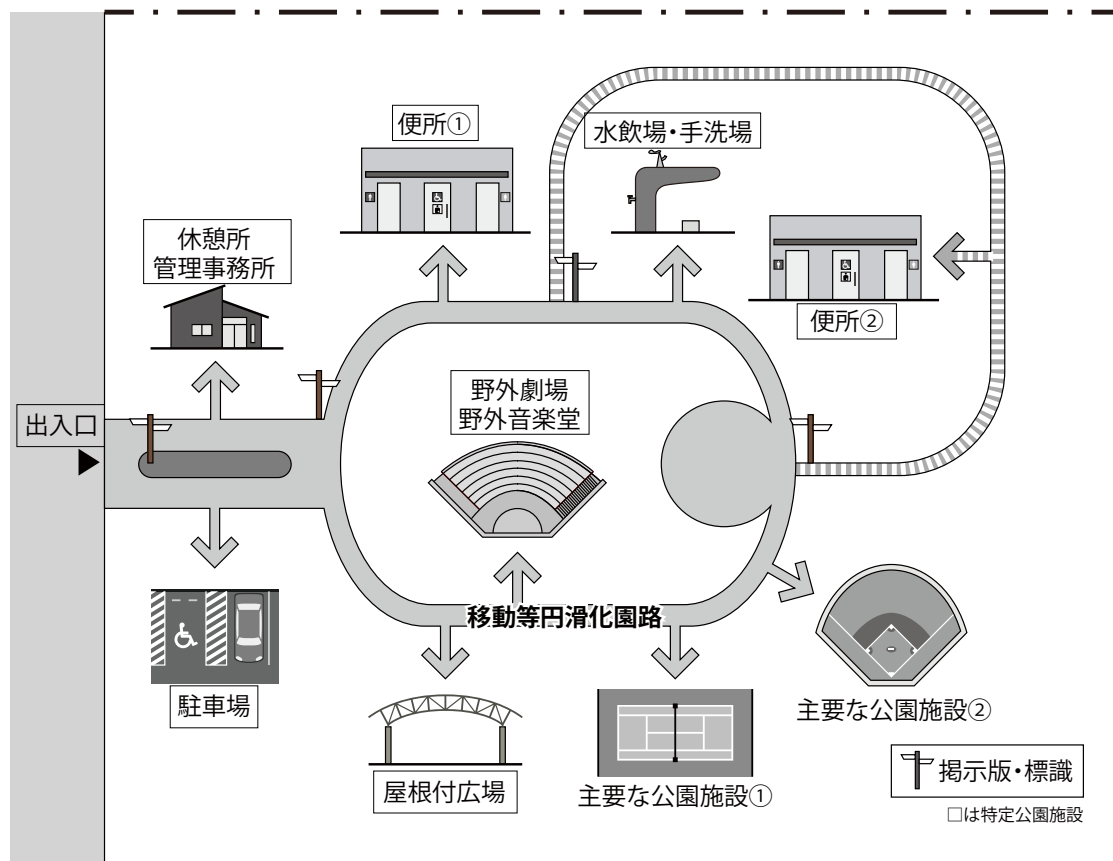 便所①
水飲場・手洗場
休憩所
管理事務所
便所②
出入口
野外劇場
野外音楽堂
移動等円滑化園路
駐車場
屋根付広場
主要な公園施設①
主要な公園施設②
掲示版・標識
□は特定公園施設